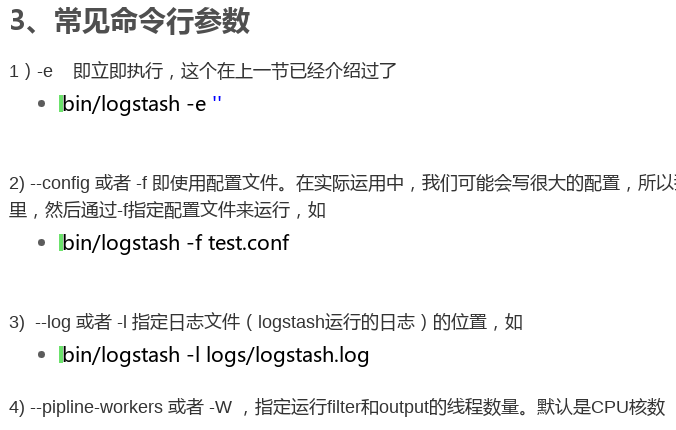 3、常见命令行参数
1）-e 即立即执行，这个在上一节已经介绍过了
bin/logstash -e ''
2) --config 或者 -f 即使用配置文件。在实际运用中，我们可能会写很大的配置，所以
里，然后通过-f指定配置文件来运行，如
bin/logstash -f test.conf
3) --log 或者 -l 指定日志文件（logstash运行的日志）的位置，如
bin/logstash -l logs/logstash.log
4) --pipline-workers 或者 -W ，指定运行filter和output的线程数量。默认是CPU核数